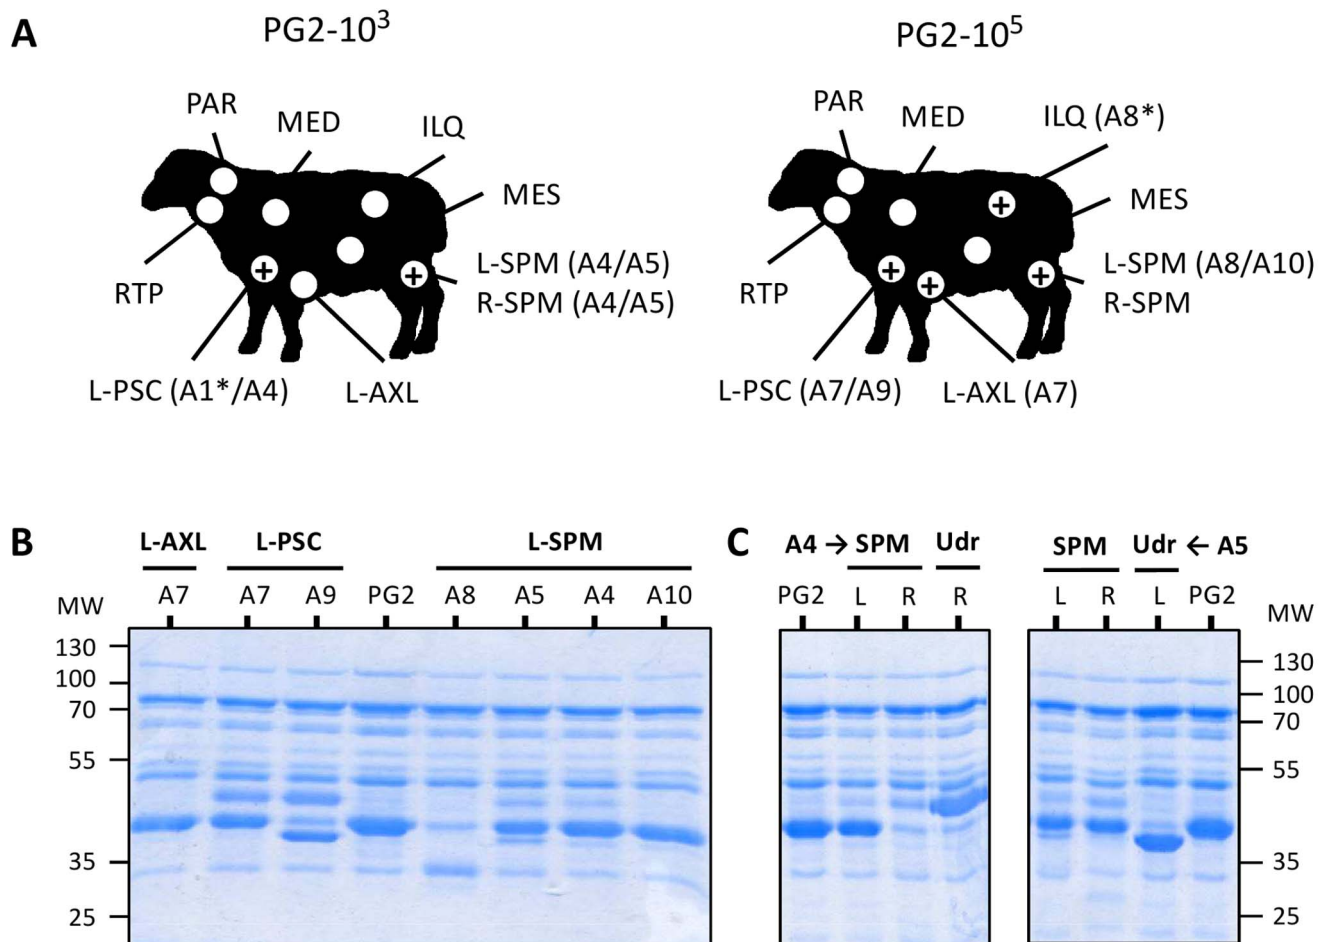 A
PG2-10³
PG2-10⁵
PAR
MED
ILQ
MES
L-SPM (A4/A5)
R-SPM (A4/A5)
RTP
L-PSC (A1*/A4)
L-AXL
PAR
MED
ILQ (A8*)
MES
L-SPM (A8/A10)
R-SPM
RTP
L-PSC (A7/A9)
L-AXL (A7)
B
L-AXL L-PSC L-SPM
MW A7 A7 A9 PG2 A8 A5 A4 A10
130
100
70
55
35
25
C
A4 → SPM Udr
PG2 L R R
SPM Udr ← A5
L R L PG2 MW
130
100
70
55
35
25